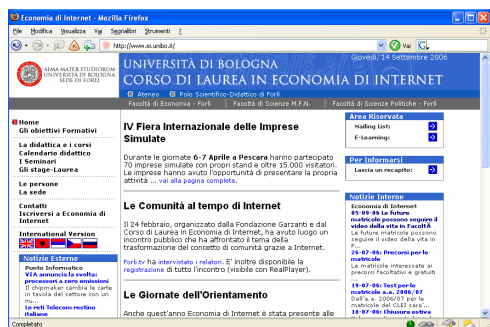 Economia di Internet - Mozilla Firefox
File Modifica Visualizza Vai Segnalibri Strumenti ?
http://www.ei.unibo.it/
Vai
ALMA MATER STUDIORUM
UNIVERSITÀ DI BOLOGNA
SEDE DI FORLÌ
UNIVERSITÀ DI BOLOGNA
Giovedì, 14 Settembre 2006
CORSO DI LAUREA IN ECONOMIA DI INTERNET
Ateneo Polo Scientifico-Didattico di Forlì
Facoltà di Economia - Forlì | Facoltà di Scienze M.F.N. | Facoltà di Scienze Politiche - Forlì
Home
Gli obiettivi Formativi
La didattica e i corsi
Calendario didattico
I Seminari
Gli stage-Laurea
Le persone
La sede
Contatti
Iscriversi a Economia di
Internet
International Version
Notizie Esterne
Punto Informatico
VIA annuncia la svolta:
processori a zero emissioni
Il chipmaker cambia le carte
in tavola del settore con un
nu...
Le reti Telecom restino
italiane
IV Fiera Internazionale delle Imprese
Simulate
Durante le giornate 6-7 Aprile a Pescara hanno partecipato
70 imprese simulate con propri stand e oltre 15.000 visitatori.
Le imprese hanno avuto l'opportunità di presentare la propria
attività ... vai alla pagina completa.
Le Comunità al tempo di Internet
Il 24 febbraio, organizzato dalla Fondazione Garzanti e dal
Corso di Laurea in Economia di Internet, ha avuto luogo un
incontro pubblico che ha affrontato il tema della
trasformazione del concetto di comunità grazie a Internet.
Forlì.tv ha intervistato i relatori. E' inoltre disponibile la
registrazione di tutto l'incontro (visibile con RealPlayer).
Le Giornate dell'Orientamento
Anche quest'anno Economia di Internet è stata presente alle
Area Riservata
Mailing List:
E-Learning:
Per Informarsi
Lascia un recapito:
Notizie Interne
Economia di Internet
05-09-06 Le future
matricole possono seguire il
video della vita in FacoltÀ
Le future matricole possono
seguire il video della vita in
F...
26-07-06: Precorsi per le
matricole
Le matricole interessate ai
precorsi facoltativi e gratuiti
...
19-07-06: Test per le
matricole a.a. 2006/07
Dall'a.a. 2006/07 per le
matricole del CLEI sara'...
18-07-06: Chiusura estiva
Completato